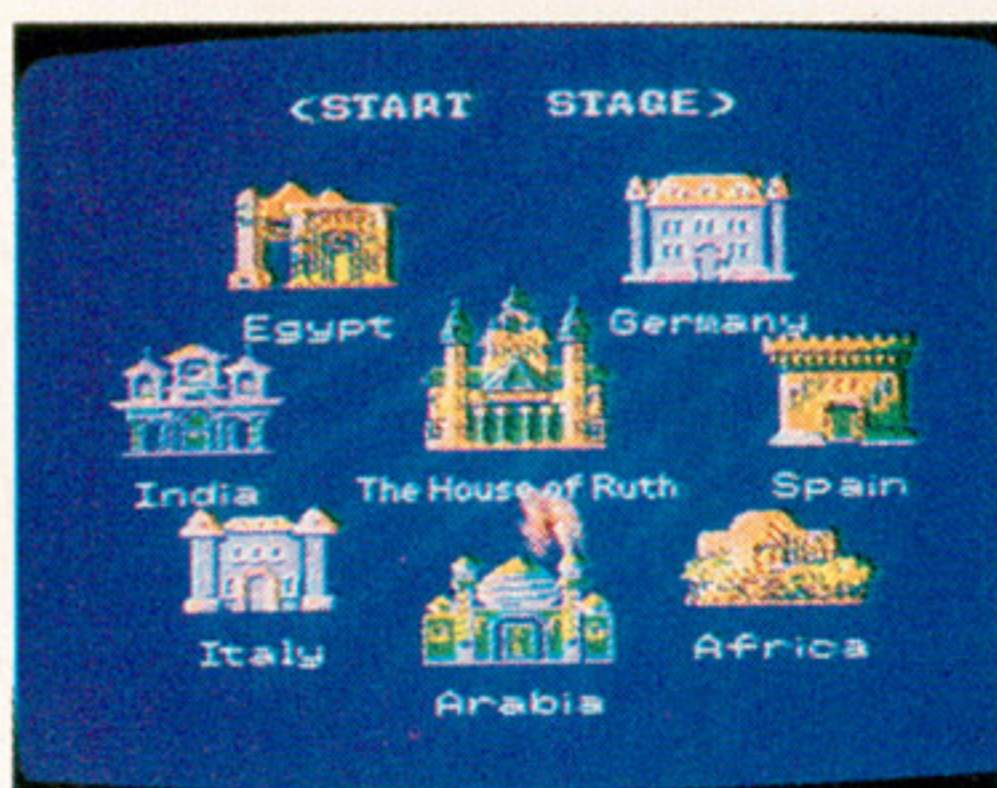 <START STAGE>
Egypt
Germany
India
The House of Ruth
Spain
Italy
Arabia
Africa